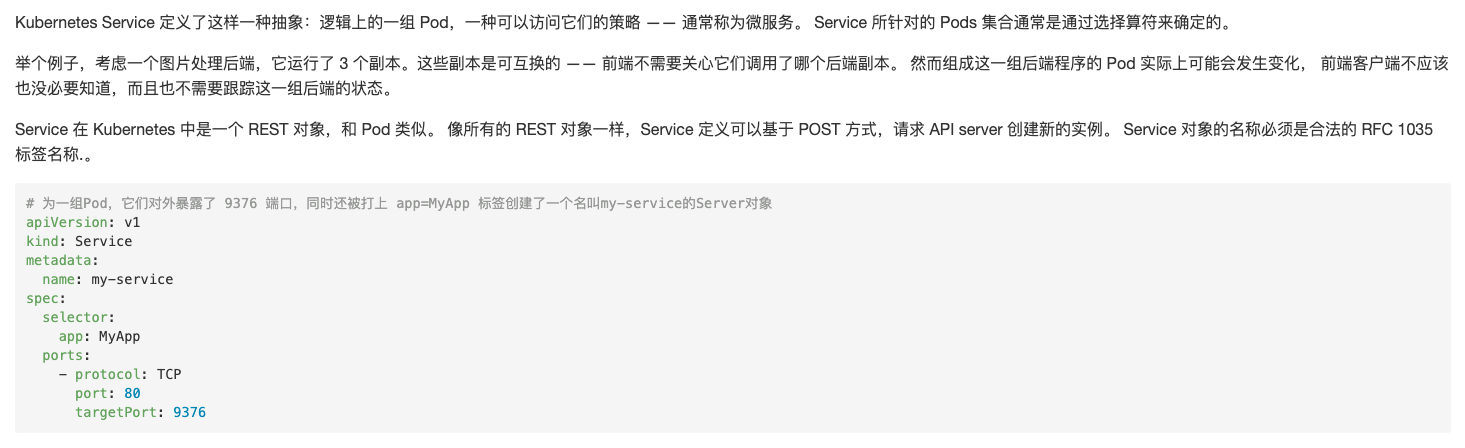 Kubernetes Service 定义了这样一种抽象：逻辑上的一组 Pod，一种可以访问它们的策略 —— 通常称为微服务。 Service 所针对的 Pods 集合通常是通过选择算符来确定的。
举个例子，考虑一个图片处理后端，它运行了 3 个副本。这些副本是可互换的 —— 前端不需要关心它们调用了哪个后端副本。 然而组成这一组后端程序的 Pod 实际上可能会发生变化， 前端客户端不应该
也没必要知道，而且也不需要跟踪这一组后端的状态。
Service 在 Kubernetes 中是一个 REST 对象，和 Pod 类似。 像所有的 REST 对象一样，Service 定义可以基于 POST 方式，请求 API server 创建新的实例。 Service 对象的名称必须是合法的 RFC 1035
标签名称.。
# 为一组Pod，它们对外暴露了 9376 端口，同时还被打上 app=MyApp 标签创建了一个名叫my-service的Server对象
apiVersion: v1
kind: Service
metadata:
  name: my-service
spec:
  selector:
    app: MyApp
  ports:
    - protocol: TCP
      port: 80
      targetPort: 9376